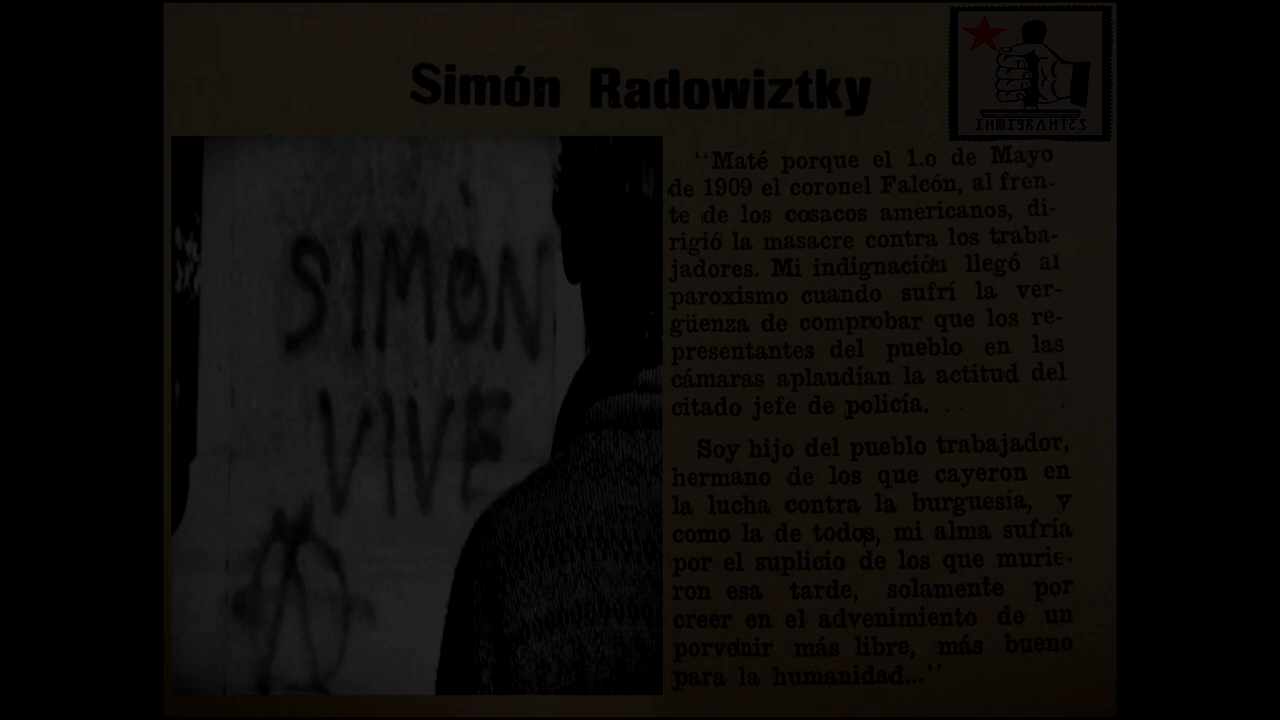 Simón Radowiztky
INMIGRANTES
SIMÓN
VIVE
“Maté porque el 1.o de Mayo
de 1909 el coronel Falcón, al fren-
te de los cosacos americanos, di-
rigió la masacre contra los traba-
jadores. Mi indignación llegó al
paroxismo cuando sufrí la ver-
güenza de comprobar que los re-
presentantes del pueblo en las
cámaras aplaudían la actitud del
citado jefe de policía. . .
Soy hijo del pueblo trabajador,
hermano de los que cayeron en
la lucha contra la burguesía, y
como la de todos, mi alma sufría
por el suplicio de los que murie-
ron esa tarde, solamente por
creer en el advenimiento de un
porvenir más libre, más bueno
para la humanidad...”